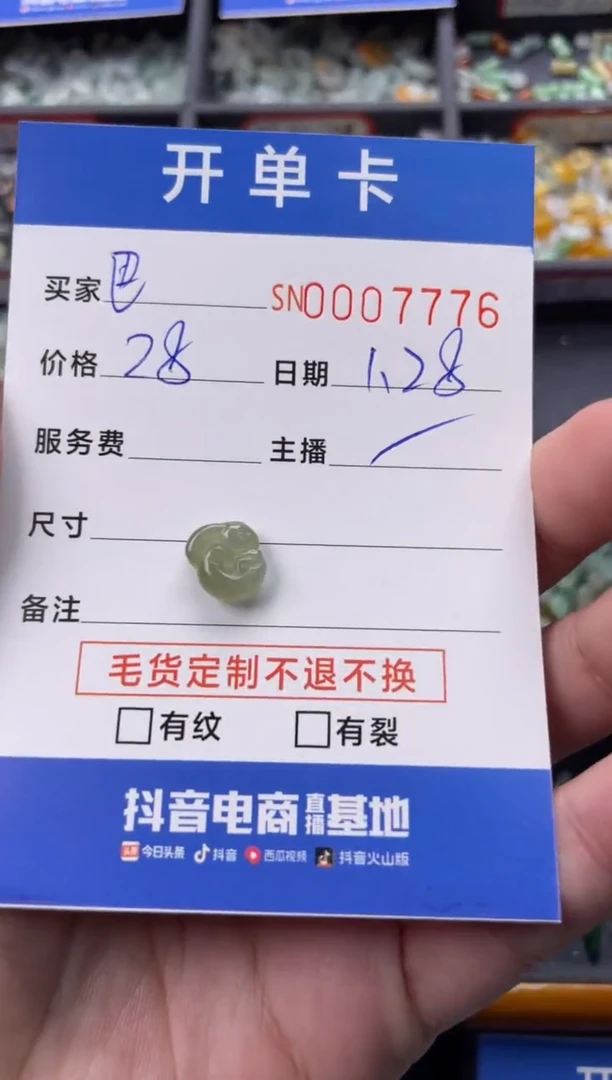 开单卡
买家 巴 SN0007776
价格 28 日期 1.28
服务费 主播
尺寸
备注
毛货定制不退不换
□有纹 □有裂
抖音电商直播基地
今日头条 抖音 西瓜视频 抖音火山版